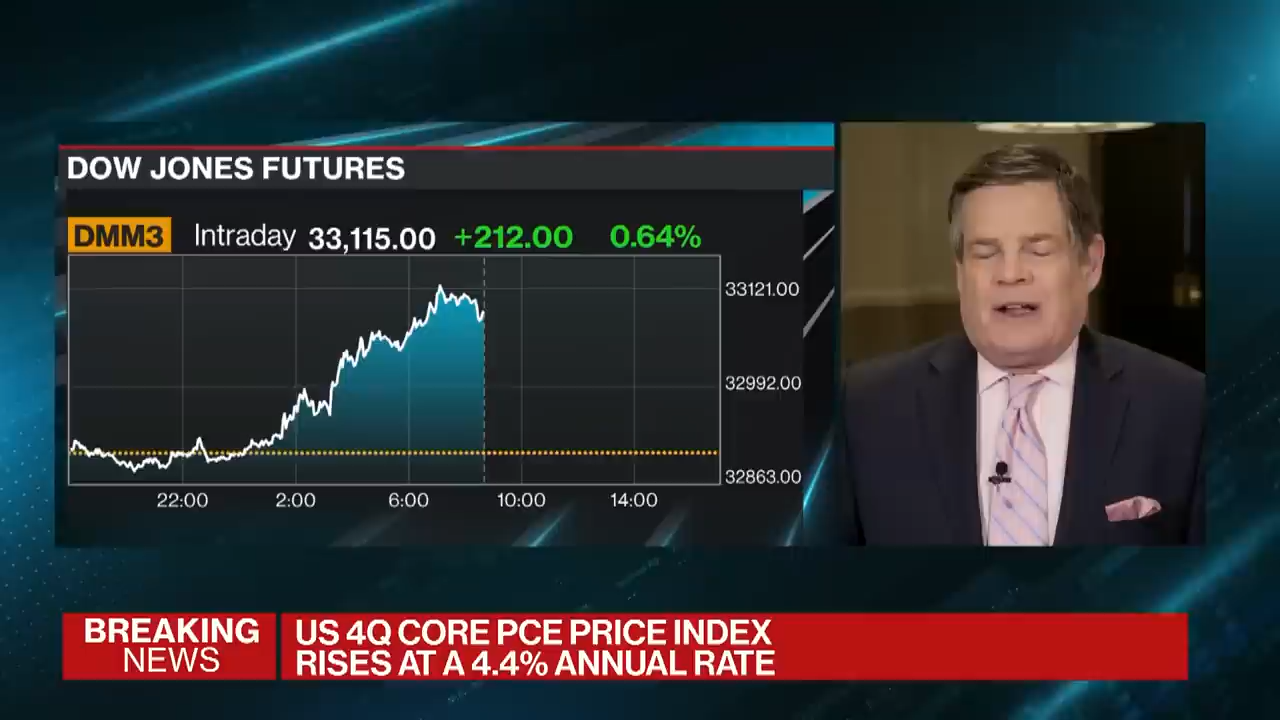 DOW JONES FUTURES
DMM3 Intraday 33,115.00 +212.00 0.64%
33121.00
32992.00
32863.00
22:00 2:00 6:00 10:00 14:00
BREAKING
NEWS
US 4Q CORE PCE PRICE INDEX
RISES AT A 4.4% ANNUAL RATE